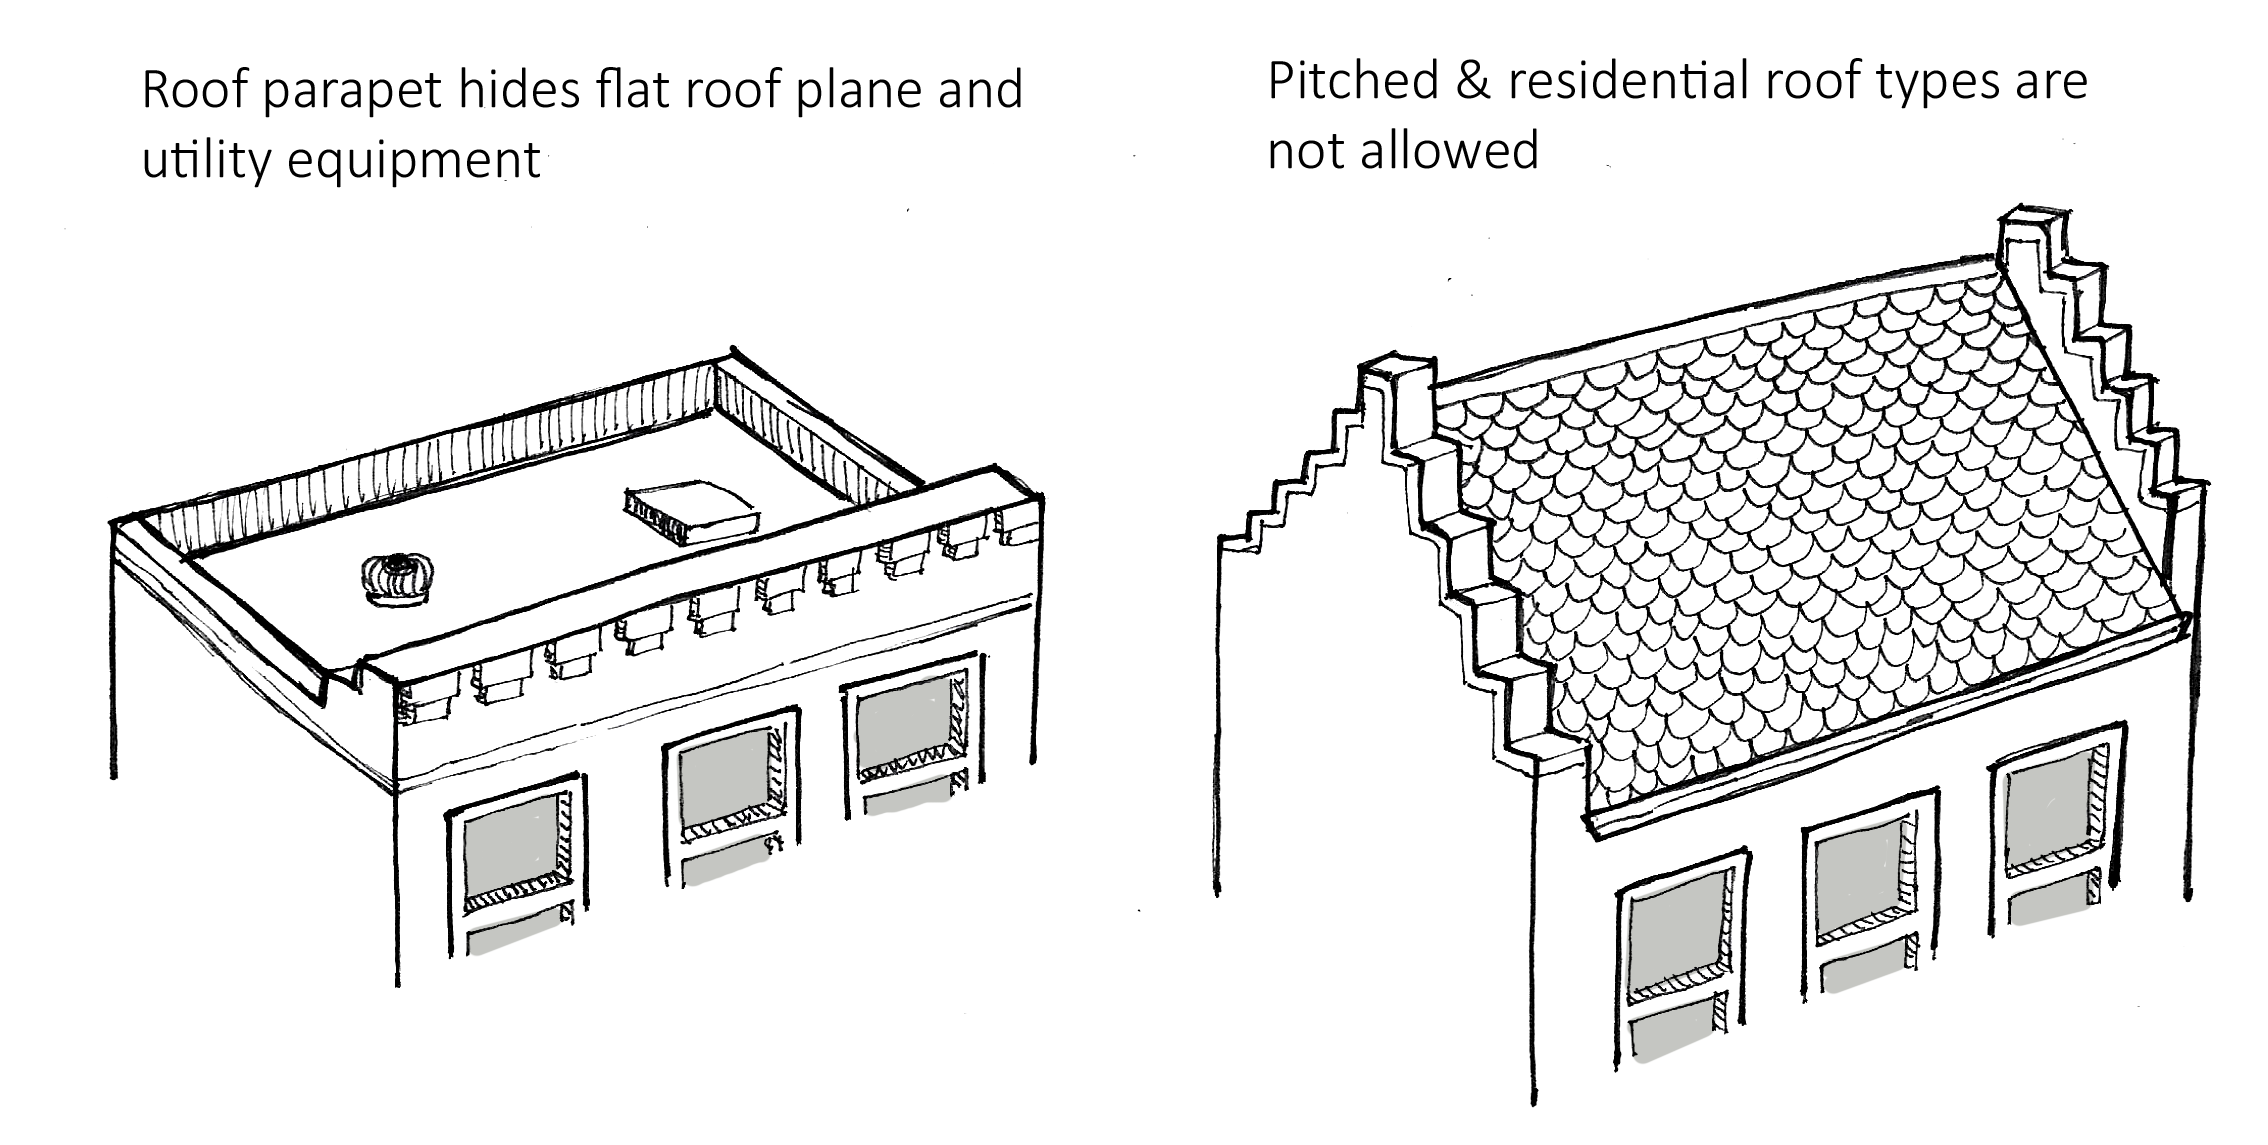 Roof parapet hides flat roof plane and
utility equipment
Pitched & residential roof types are
not allowed